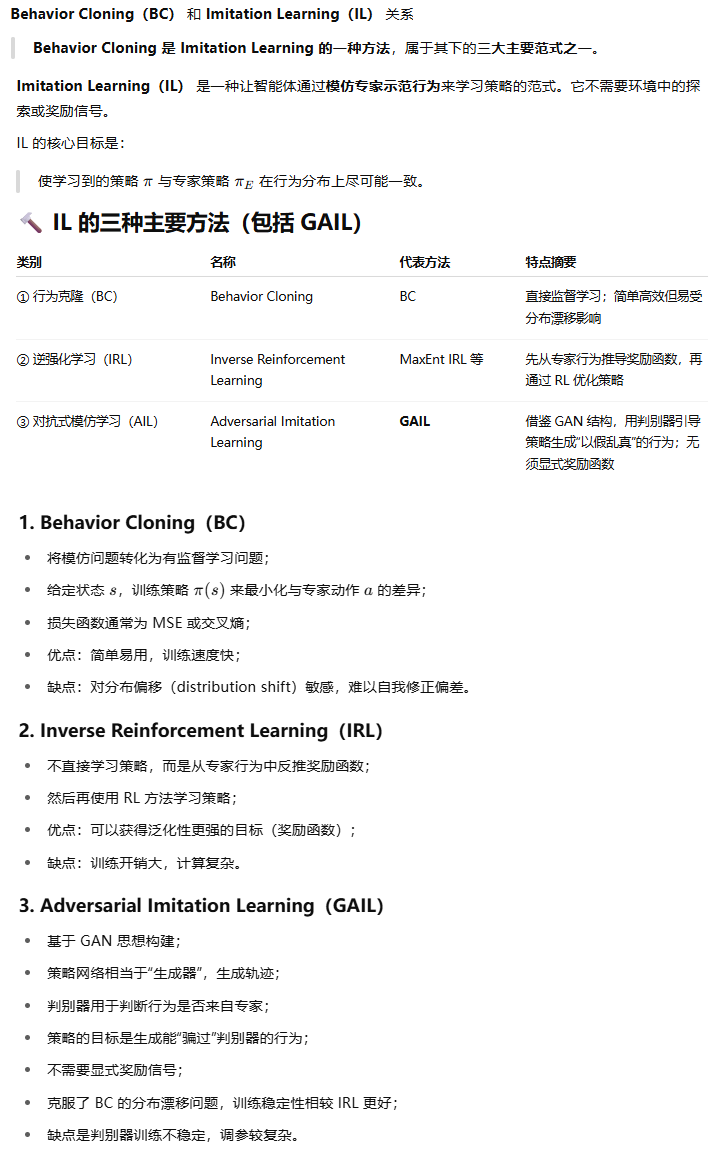 Behavior Cloning（BC） 和 Imitation Learning（IL） 关系
Behavior Cloning 是 Imitation Learning 的一种方法，属于其下的三大主要范式之一。
Imitation Learning（IL） 是一种让智能体通过模仿专家示范行为来学习策略的范式。它不需要环境中的探
索或奖励信号。
IL 的核心目标是：
使学习到的策略 π 与专家策略 π_E 在行为分布上尽可能一致。
🔨 IL 的三种主要方法（包括 GAIL）
类别 名称 代表方法 特点摘要
① 行为克隆（BC） Behavior Cloning BC 直接监督学习；简单高效但易受
分布漂移影响
② 逆强化学习（IRL） Inverse Reinforcement MaxEnt IRL 等 先从专家行为推导奖励函数，再
Learning 通过 RL 优化策略
③ 对抗式模仿学习（AIL） Adversarial Imitation GAIL 借鉴 GAN 结构，用判别器引导
Learning 策略生成“以假乱真”的行为；无
须显式奖励函数
1. Behavior Cloning（BC）
• 将模仿问题转化为有监督学习问题；
• 给定状态 s，训练策略 π(s) 来最小化与专家动作 a 的差异；
• 损失函数通常为 MSE 或交叉熵；
• 优点：简单易用，训练速度快；
• 缺点：对分布偏移（distribution shift）敏感，难以自我修正偏差。
2. Inverse Reinforcement Learning（IRL）
• 不直接学习策略，而是从专家行为中反推奖励函数；
• 然后再使用 RL 方法学习策略；
• 优点：可以获得泛化性更强的目标（奖励函数）；
• 缺点：训练开销大，计算复杂。
3. Adversarial Imitation Learning（GAIL）
• 基于 GAN 思想构建；
• 策略网络相当于“生成器”，生成轨迹；
• 判别器用于判断行为是否来自专家；
• 策略的目标是生成能“骗过”判别器的行为；
• 不需要显式奖励信号；
• 克服了 BC 的分布漂移问题，训练稳定性相较 IRL 更好；
• 缺点是判别器训练不稳定，调参较复杂。